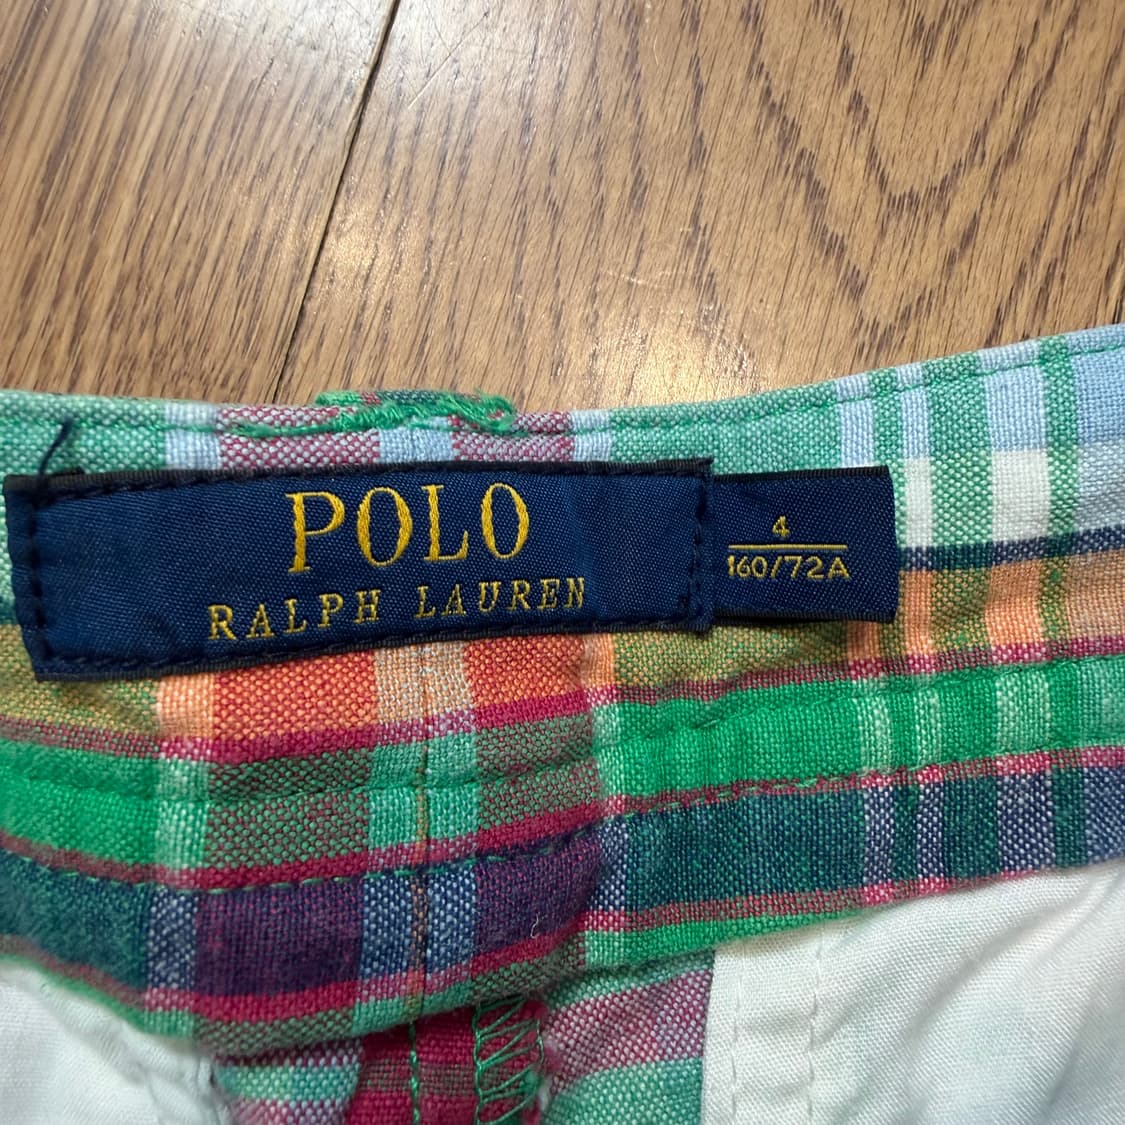 POLO
RALPH LAUREN
4
160/72A